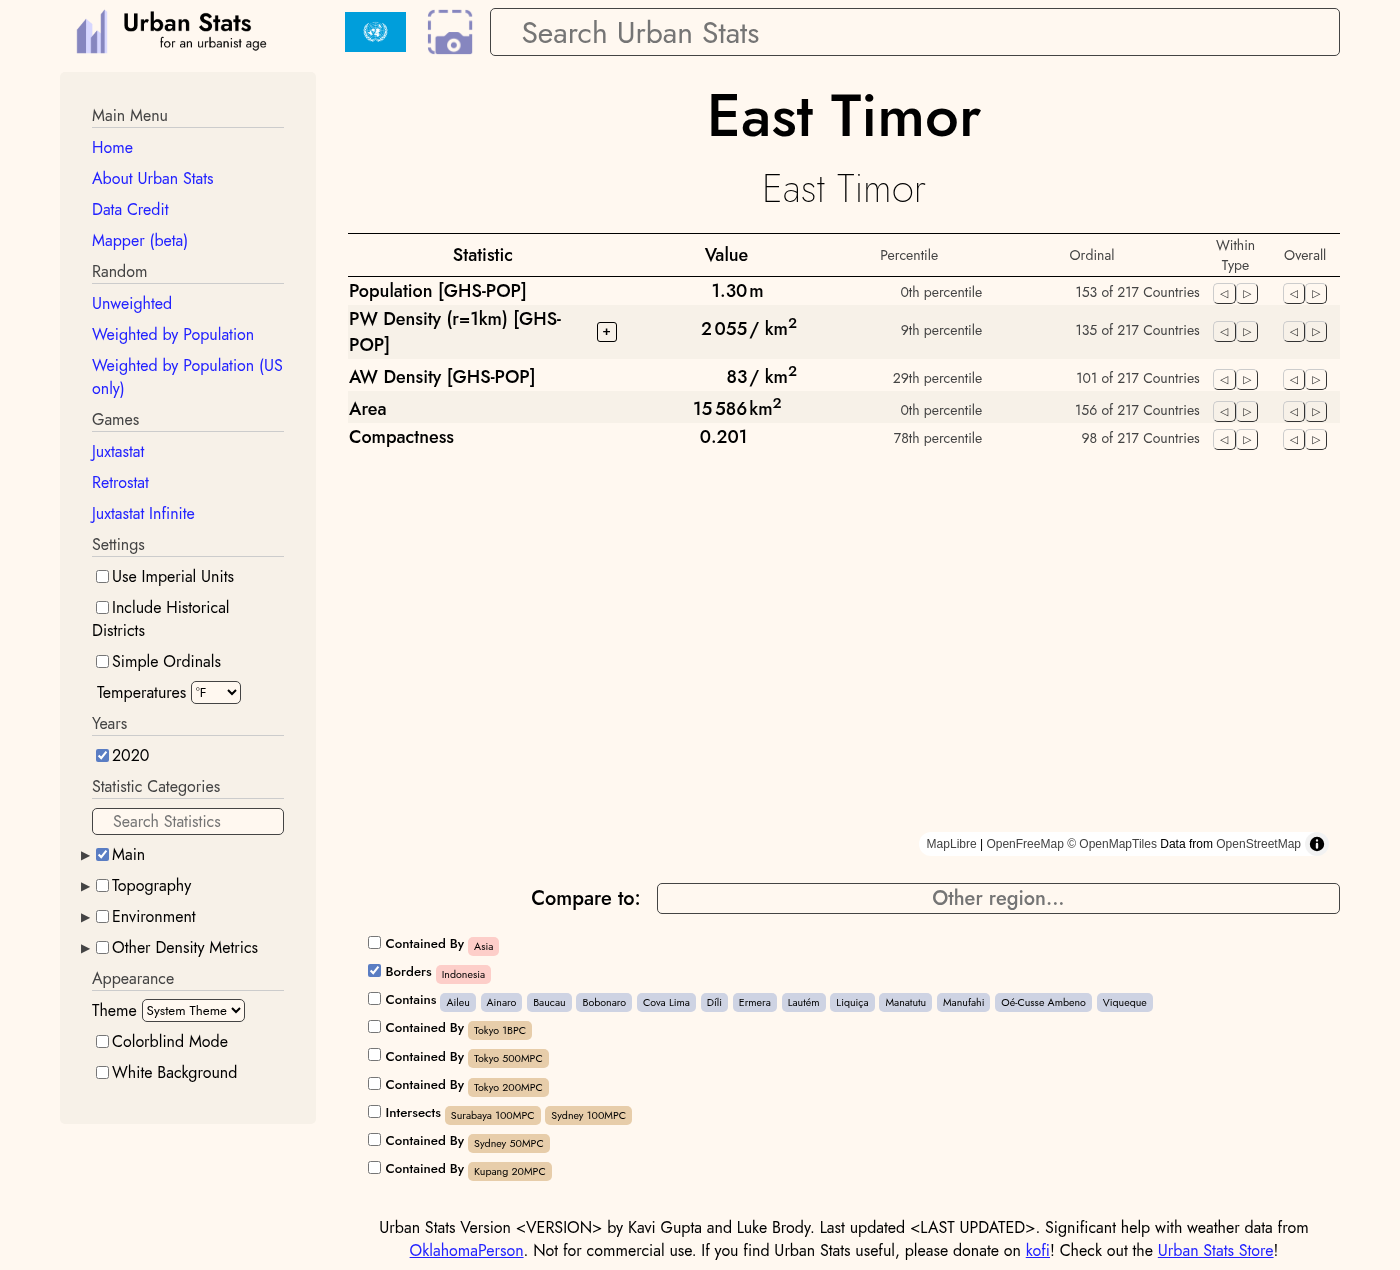 Urban Stats
for an urbanist age
Search Urban Stats
Main Menu
Home
About Urban Stats
Data Credit
Mapper (beta)
Random
Unweighted
Weighted by Population
Weighted by Population (US
only)
Games
Juxtastat
Retrostat
Juxtastat Infinite
Settings
Use Imperial Units
Include Historical
Districts
Simple Ordinals
Temperatures °F
Years
2020
Statistic Categories
Search Statistics
Main
Topography
Environment
Other Density Metrics
Appearance
Theme System Theme
Colorblind Mode
White Background
East Timor
East Timor
Statistic Value Percentile Ordinal Within Type Overall
Population [GHS-POP] 1.30 m 0th percentile 153 of 217 Countries
PW Density (r=1km) [GHS-
POP] + 2 055 / km2 9th percentile 135 of 217 Countries
AW Density [GHS-POP] 83 / km2 29th percentile 101 of 217 Countries
Area 15 586 km2 0th percentile 156 of 217 Countries
Compactness 0.201 78th percentile 98 of 217 Countries
MapLibre | OpenFreeMap © OpenMapTiles Data from OpenStreetMap
Compare to: Other region...
Contained By Asia
Borders Indonesia
Contains Aileu Ainaro Baucau Bobonaro Cova Lima Díli Ermera Lautém Liquiça Manatutu Manufahi Oé-Cusse Ambeno Viqueque
Contained By Tokyo 1BPC
Contained By Tokyo 500MPC
Contained By Tokyo 200MPC
Intersects Surabaya 100MPC Sydney 100MPC
Contained By Sydney 50MPC
Contained By Kupang 20MPC
Urban Stats Version <VERSION> by Kavi Gupta and Luke Brody. Last updated <LAST UPDATED>. Significant help with weather data from
OklahomaPerson. Not for commercial use. If you find Urban Stats useful, please donate on kofi! Check out the Urban Stats Store!